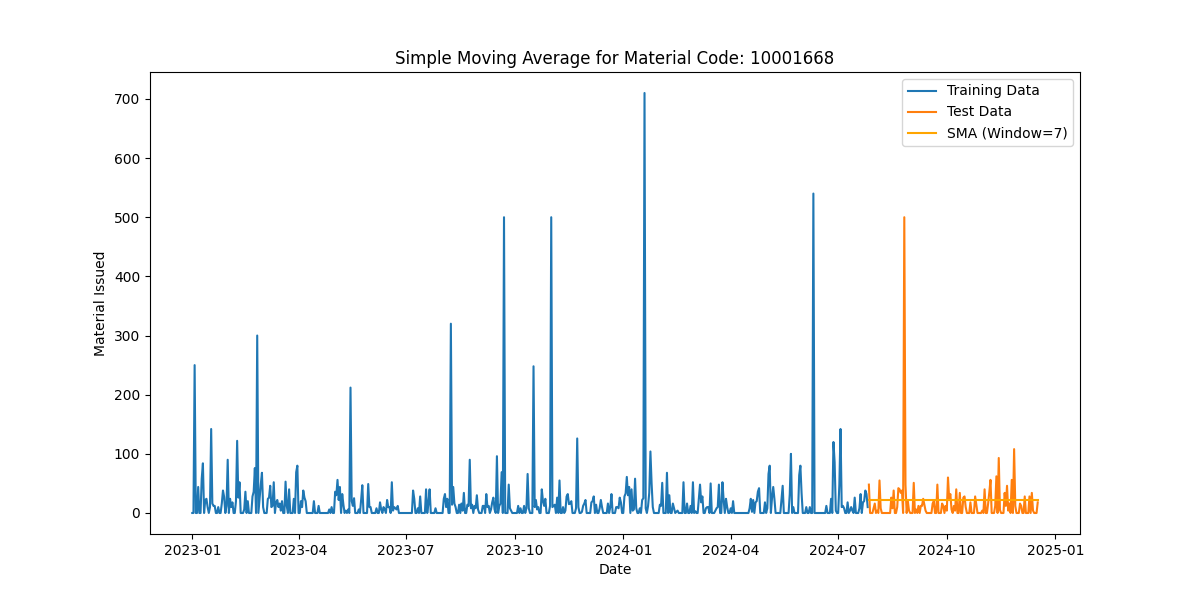 Simple Moving Average for Material Code: 10001668
Training Data
Test Data
SMA (Window=7)
Material Issued
700
600
500
400
300
200
100
0
2023-01 2023-04 2023-07 2023-10 2024-01 2024-04 2024-07 2024-10 2025-01
Date